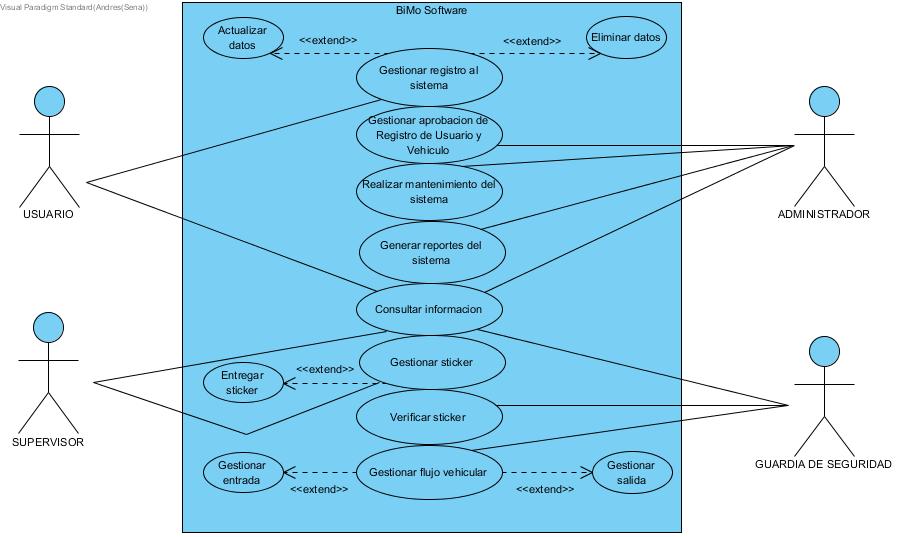 Visual Paradigm Standard(Andres(Sena))
BiMo Software
Actualizar
datos
<<extend>>
<<extend>>
Eliminar datos
Gestionar registro al
sistema
Gestionar aprobacion de
Registro de Usuario y
Vehiculo
Realizar mantenimiento del
sistema
USUARIO
ADMINISTRADOR
Generar reportes del
sistema
Consultar informacion
Gestionar sticker
<<extend>>
Entregar
sticker
Verificar sticker
SUPERVISOR
GUARDIA DE SEGURIDAD
Gestionar
entrada
<<extend>>
Gestionar flujo vehicular
<<extend>>
Gestionar
salida